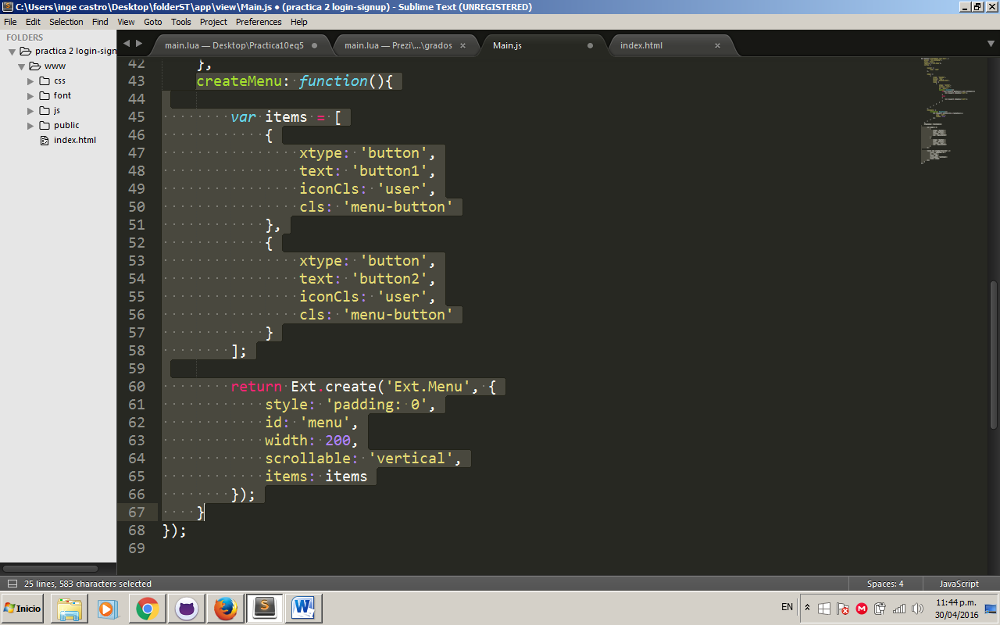 C:\Users\inge castro\Desktop\folderST\app\view\Main.js • (practica 2 login-signup) - Sublime Text (UNREGISTERED)
File Edit Selection Find View Goto Tools Project Preferences Help
FOLDERS
practica 2 login-sign
www
css
font
js
public
index.html
main.lua — Desktop\Practica10eq5
main.lua — Prezi\...\grados
Main.js
index.html
42 },
43 createMenu: function(){
44
45 var items = [
46 {
47 xtype: 'button',
48 text: 'button1',
49 iconCls: 'user',
50 cls: 'menu-button'
51 },
52 {
53 xtype: 'button',
54 text: 'button2',
55 iconCls: 'user',
56 cls: 'menu-button'
57 }
58 ];
59
60 return Ext.create('Ext.Menu', {
61 style: 'padding: 0',
62 id: 'menu',
63 width: 200,
64 scrollable: 'vertical',
65 items: items
66 });
67 }
68 });
69
25 lines, 583 characters selected
Spaces: 4
JavaScript
Inicio
EN
11:44 p.m.
30/04/2016